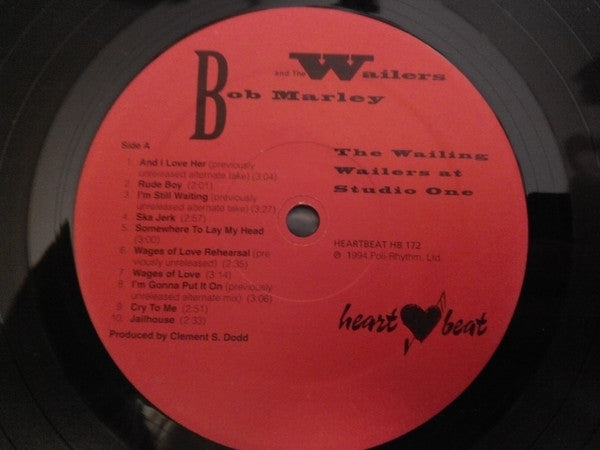 and The Wailers
Bob Marley
Side A
1. And I Love Her (previously
unreleased alternate take) (3:04)
2. Rude Boy (2:01)
3. I'm Still Waiting (previously
unreleased alternate take) (3:27)
4. Ska Jerk (2:57)
5. Somewhere To Lay My Head
(3:00)
6. Wages of Love Rehearsal (pre
viously unreleased) (2:35)
7. Wages of Love (3:14)
8. I'm Gonna Put It On (previously
unreleased alternate mix) (3:06)
9. Cry To Me (2:51)
10. Jailhouse (2:33)
Produced by Clement S. Dodd
The Wailing
Wailers at
Studio One
HEARTBEAT HB 172
℗ 1994 Poli-Rhythm, Ltd.
heart beat